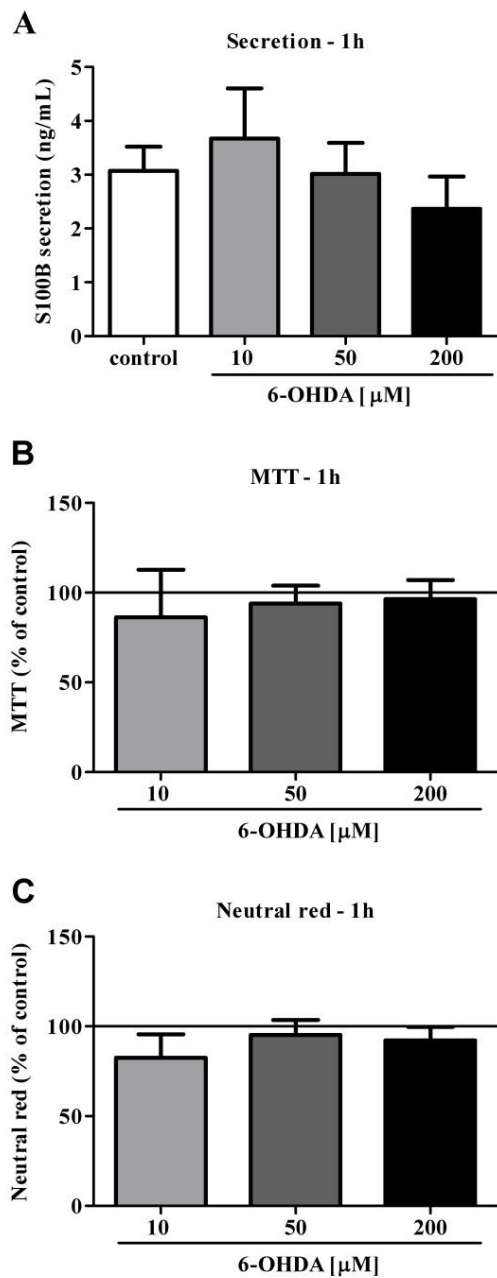 A
Secretion - 1h
S100B secretion (ng/mL)
5
4
3
2
1
0
control
10
50
200
6-OHDA [ μM]
B
MTT - 1h
MTT (% of control)
150
100
50
0
10
50
200
6-OHDA [μM]
C
Neutral red - 1h
Neutral red (% of control)
150
100
50
0
10
50
200
6-OHDA [μM]